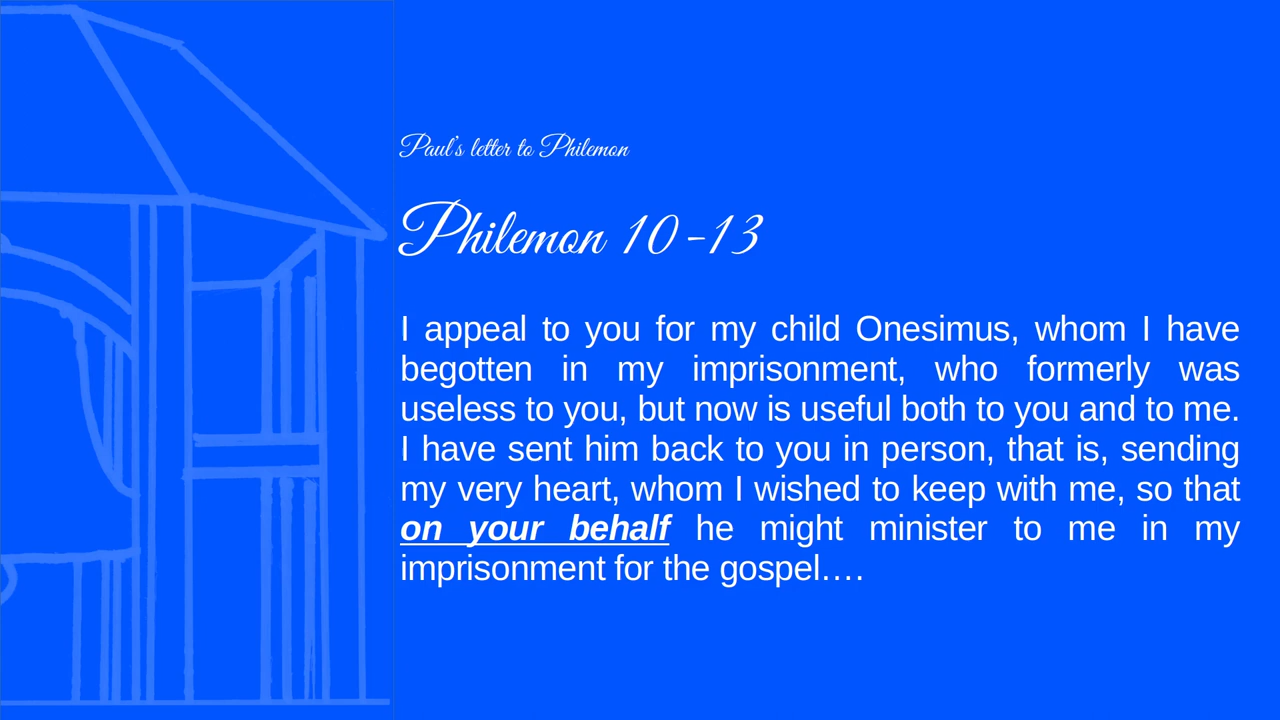 Paul's letter to Philemon
Philemon 10-13
I appeal to you for my child Onesimus, whom I have
begotten in my imprisonment, who formerly was
useless to you, but now is useful both to you and to me.
I have sent him back to you in person, that is, sending
my very heart, whom I wished to keep with me, so that
on your behalf he might minister to me in my
imprisonment for the gospel….